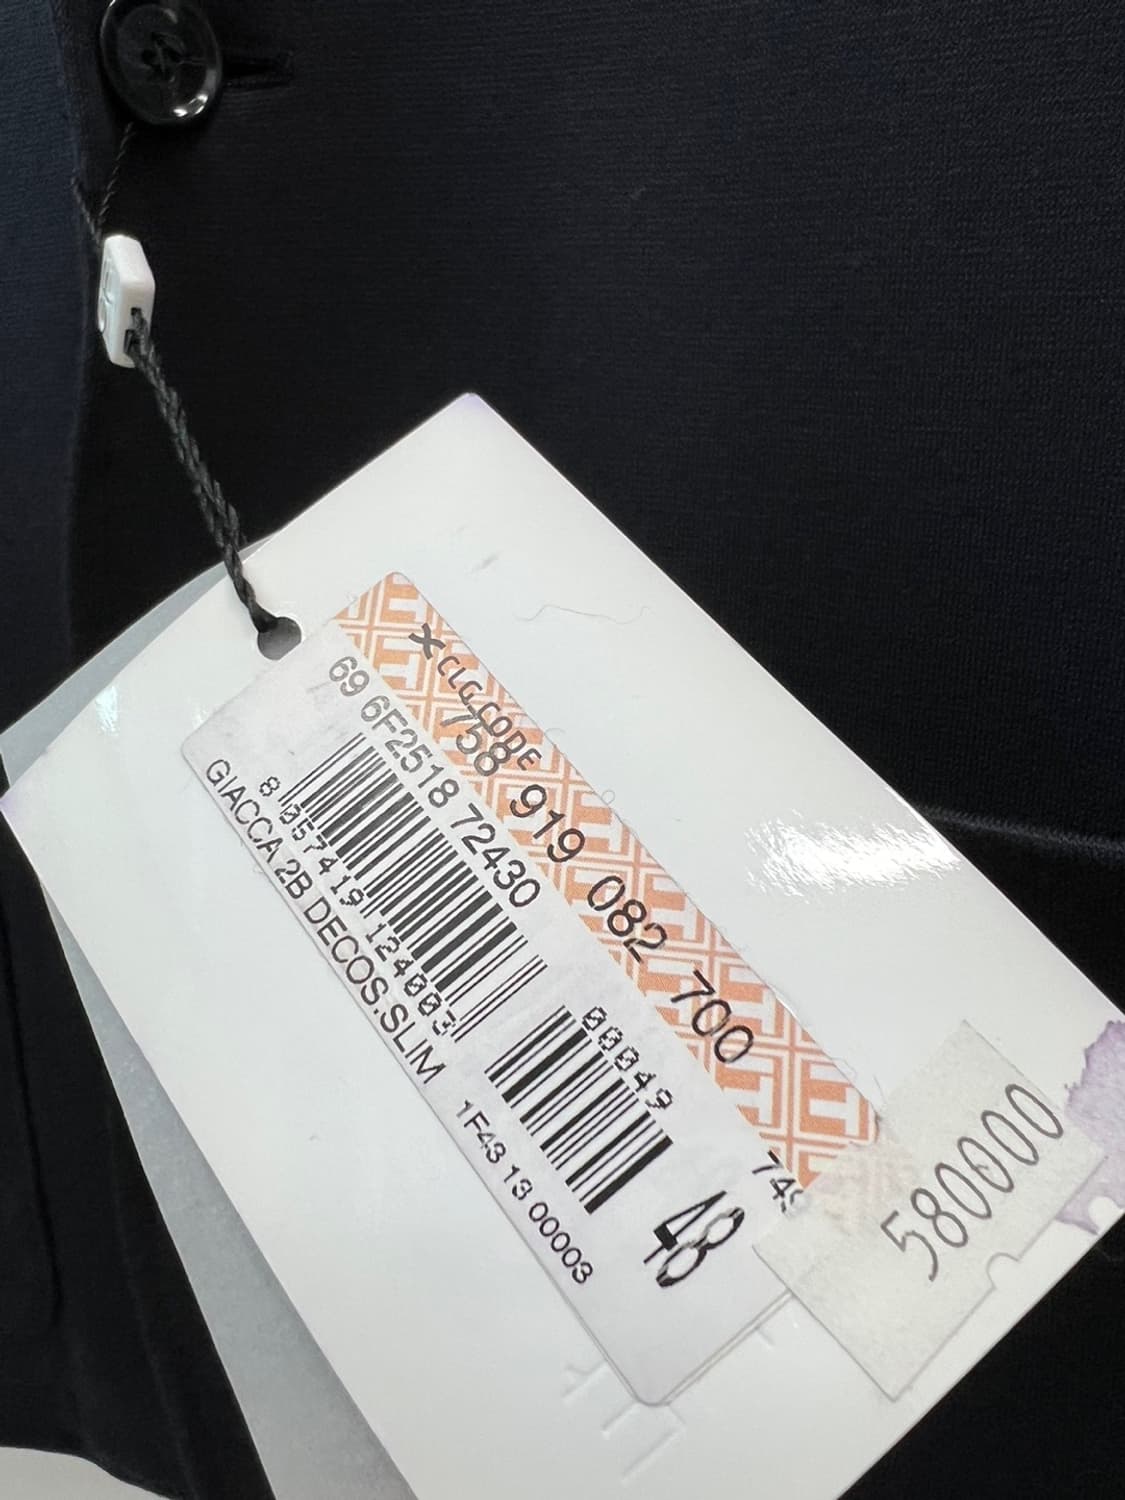 CLG.CODE
758 919 082 700
69 6F2518 72430
8 057419 124003
00049
GIACCA 2B DECOS.SLIM
1F43 13 00003
48
580000